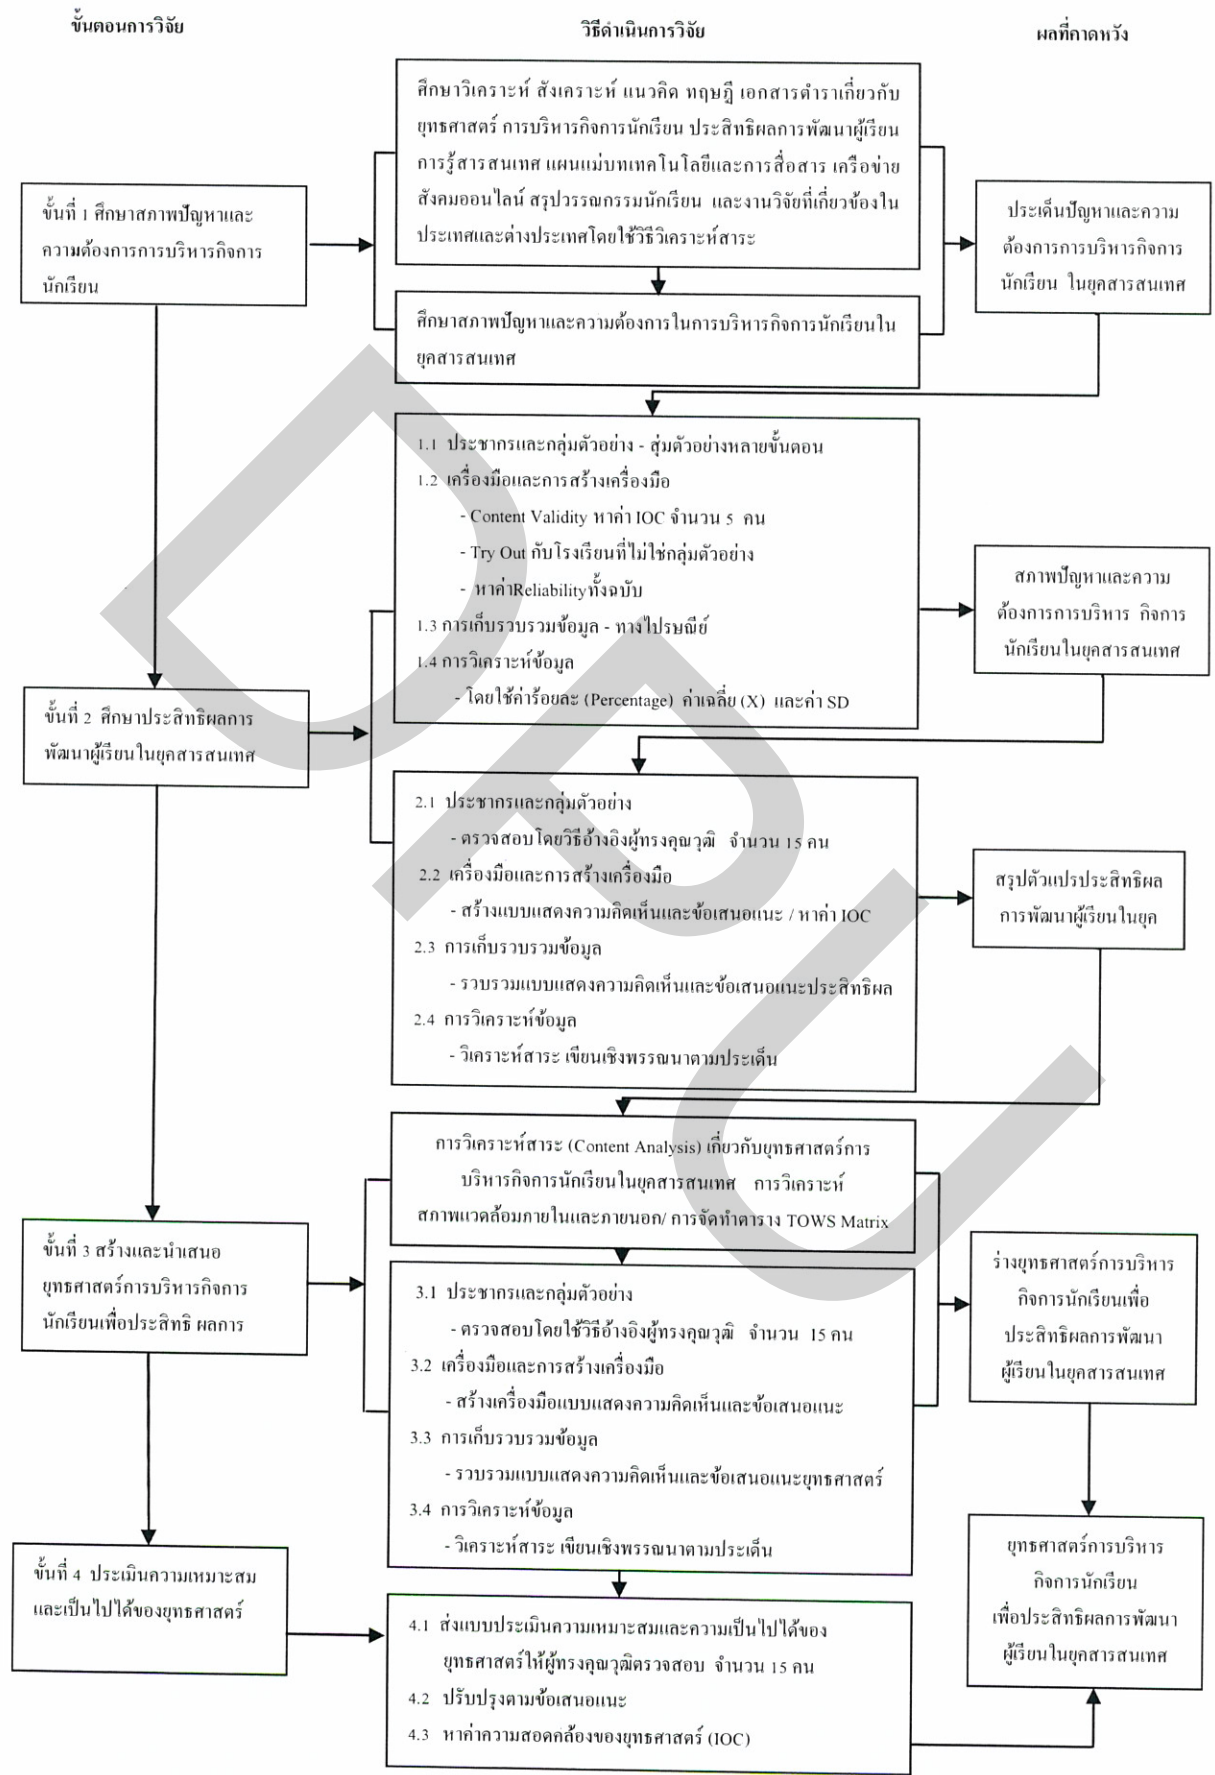 ขั้นตอนการวิจัย
วิธีดำเนินการวิจัย
ผลที่กาดหวัง
ศึกษาวิเคราะห์ สังเคราะห์ แนวคิด ทฤษฎี เอกสารตำราเกี่ยวกับ
ยุทธศาสตร์ การบริหารกิจการนักเรียน ประสิทธิผลการพัฒนาผู้เรียน
การรู้สารสนเทศ แผนแม่บทเทคโนโลยีและการสื่อสาร เครือข่าย
สังคมออนไลน์ สรุปวรรณกรรมนักเรียน และงานวิจัยที่เกี่ยวข้องใน
ประเทศและต่างประเทศโดยใช้วิธีวิเคราะห์สาระ
ขั้นที่ 1 ศึกษาสภาพปัญหาและ
ความต้องการการบริหารกิจการ
นักเรียน
ประเด็นปัญหาและความ
ต้องการการบริหารกิจการ
นักเรียน ในยุคสารสนเทศ
ศึกษาสภาพปัญหาและความต้องการในการบริหารกิจการนักเรียนใน
ยุคสารสนเทศ
1.1 ประชากรและกลุ่มตัวอย่าง - สุ่มตัวอย่างหลายขั้นตอน
1.2 เครื่องมือและการสร้างเครื่องมือ
- Content Validity หาค่า IOC จำนวน 5 คน
- Try Out กับโรงเรียนที่ไม่ใช่กลุ่มตัวอย่าง
- หาค่าReliabilityทั้งฉบับ
1.3 การเก็บรวบรวมข้อมูล - ทางไปรษณีย์
1.4 การวิเคราะห์ข้อมูล
- โดยใช้ค่าร้อยละ (Percentage) ค่าเฉลี่ย (X) และค่า SD
สภาพปัญหาและความ
ต้องการการบริหาร กิจการ
นักเรียนในยุคสารสนเทศ
ขั้นที่ 2 ศึกษาประสิทธิผลการ
พัฒนาผู้เรียนในยุคสารสนเทศ
2.1 ประชากรและกลุ่มตัวอย่าง
- ตรวจสอบโดยวิธีอ้างอิงผู้ทรงคุณวุฒิ จำนวน 15 คน
2.2 เครื่องมือและการสร้างเครื่องมือ
- สร้างแบบแสดงความคิดเห็นและข้อเสนอแนะ / หาค่า IOC
2.3 การเก็บรวบรวมข้อมูล
- รวบรวมแบบแสดงความคิดเห็นและข้อเสนอแนะประสิทธิผล
2.4 การวิเคราะห์ข้อมูล
- วิเคราะห์สาระ เขียนเชิงพรรณนาตามประเด็น
สรุปตัวแปรประสิทธิผล
การพัฒนาผู้เรียนในยุค
การวิเคราะห์สาระ (Content Analysis) เกี่ยวกับยุทธศาสตร์การ
บริหารกิจการนักเรียนในยุคสารสนเทศ การวิเคราะห์
สภาพแวดล้อมภายในและภายนอก/ การจัดทำตาราง TOWS Matrix
ขั้นที่ 3 สร้างและนำเสนอ
ยุทธศาสตร์การบริหารกิจการ
นักเรียนเพื่อประสิทธิ ผลการ
3.1 ประชากรและกลุ่มตัวอย่าง
- ตรวจสอบโดยใช้วิธีอ้างอิงผู้ทรงคุณวุฒิ จำนวน 15 คน
3.2 เครื่องมือและการสร้างเครื่องมือ
- สร้างเครื่องมือแบบแสดงความคิดเห็นและข้อเสนอแนะ
3.3 การเก็บรวบรวมข้อมูล
- รวบรวมแบบแสดงความคิดเห็นและข้อเสนอแนะยุทธศาสตร์
3.4 การวิเคราะห์ข้อมูล
- วิเคราะห์สาระ เขียนเชิงพรรณนาตามประเด็น
ร่างยุทธศาสตร์การบริหาร
กิจการนักเรียนเพื่อ
ประสิทธิผลการพัฒนา
ผู้เรียนในยุคสารสนเทศ
ขั้นที่ 4 ประเมินความเหมาะสม
และเป็นไปได้ของยุทธศาสตร์
4.1 ส่งแบบประเมินความเหมาะสมและความเป็นไปได้ของ
ยุทธศาสตร์ให้ผู้ทรงคุณวุฒิตรวจสอบ จำนวน 15 คน
4.2 ปรับปรุงตามข้อเสนอแนะ
4.3 หาค่าความสอดคล้องของยุทธศาสตร์ (IOC)
ยุทธศาสตร์การบริหาร
กิจการนักเรียน
เพื่อประสิทธิผลการพัฒนา
ผู้เรียนในยุคสารสนเทศ
DPU